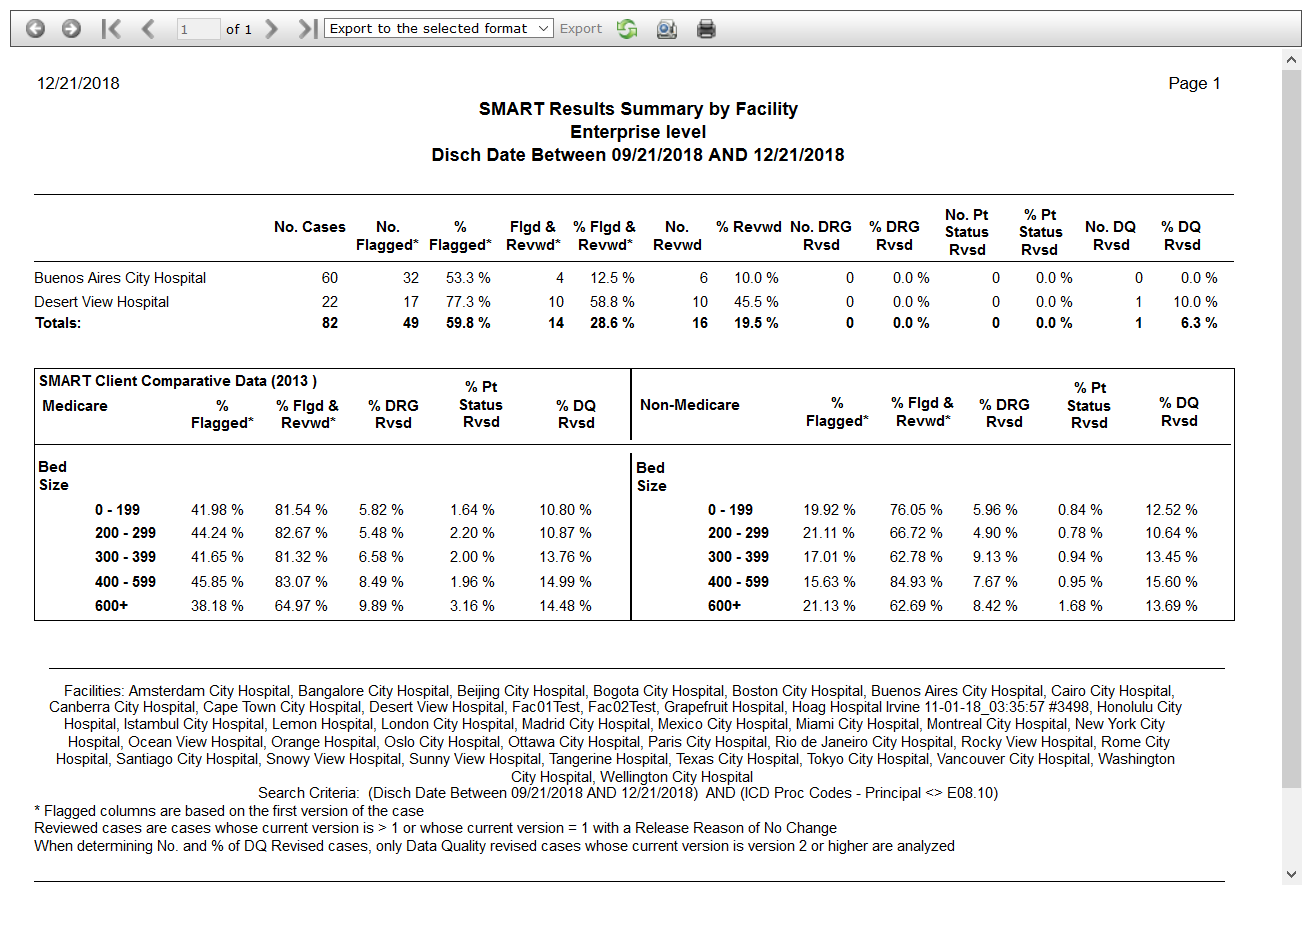 1 of 1 Export to the selected format Export
12/21/2018 Page 1
SMART Results Summary by Facility
Enterprise level
Disch Date Between 09/21/2018 AND 12/21/2018
No. Cases No. Flagged* % Flagged* Flgd & Revwd* % Flgd & Revwd* No. Revwd % Revwd No. DRG Rvsd % DRG Rvsd No. Pt Status Rvsd % Pt Status Rvsd No. DQ Rvsd % DQ Rvsd
Buenos Aires City Hospital 60 32 53.3 % 4 12.5 % 6 10.0 % 0 0.0 % 0 0.0 % 0 0.0 %
Desert View Hospital 22 17 77.3 % 10 58.8 % 10 45.5 % 0 0.0 % 0 0.0 % 1 10.0 %
Totals: 82 49 59.8 % 14 28.6 % 16 19.5 % 0 0.0 % 0 0.0 % 1 6.3 %
SMART Client Comparative Data (2013 )
Medicare % Flagged* % Flgd & Revwd* % DRG Rvsd % Pt Status Rvsd % DQ Rvsd
Bed
Size
0 - 199 41.98 % 81.54 % 5.82 % 1.64 % 10.80 %
200 - 299 44.24 % 82.67 % 5.48 % 2.20 % 10.87 %
300 - 399 41.65 % 81.32 % 6.58 % 2.00 % 13.76 %
400 - 599 45.85 % 83.07 % 8.49 % 1.96 % 14.99 %
600+ 38.18 % 64.97 % 9.89 % 3.16 % 14.48 %
Non-Medicare % Flagged* % Flgd & Revwd* % DRG Rvsd % Pt Status Rvsd % DQ Rvsd
Bed
Size
0 - 199 19.92 % 76.05 % 5.96 % 0.84 % 12.52 %
200 - 299 21.11 % 66.72 % 4.90 % 0.78 % 10.64 %
300 - 399 17.01 % 62.78 % 9.13 % 0.94 % 13.45 %
400 - 599 15.63 % 84.93 % 7.67 % 0.95 % 15.60 %
600+ 21.13 % 62.69 % 8.42 % 1.68 % 13.69 %
Facilities: Amsterdam City Hospital, Bangalore City Hospital, Beijing City Hospital, Bogota City Hospital, Boston City Hospital, Buenos Aires City Hospital, Cairo City Hospital,
Canberra City Hospital, Cape Town City Hospital, Desert View Hospital, Fac01Test, Fac02Test, Grapefruit Hospital, Hoag Hospital Irvine 11-01-18_03:35:57 #3498, Honolulu City
Hospital, Istambul City Hospital, Lemon Hospital, London City Hospital, Madrid City Hospital, Mexico City Hospital, Miami City Hospital, Montreal City Hospital, New York City
Hospital, Ocean View Hospital, Orange Hospital, Oslo City Hospital, Ottawa City Hospital, Paris City Hospital, Rio de Janeiro City Hospital, Rocky View Hospital, Rome City
Hospital, Santiago City Hospital, Snowy View Hospital, Sunny View Hospital, Tangerine Hospital, Texas City Hospital, Tokyo City Hospital, Vancouver City Hospital, Washington
City Hospital, Wellington City Hospital
Search Criteria: (Disch Date Between 09/21/2018 AND 12/21/2018) AND (ICD Proc Codes - Principal <> E08.10)
* Flagged columns are based on the first version of the case
Reviewed cases are cases whose current version is > 1 or whose current version = 1 with a Release Reason of No Change
When determining No. and % of DQ Revised cases, only Data Quality revised cases whose current version is version 2 or higher are analyzed